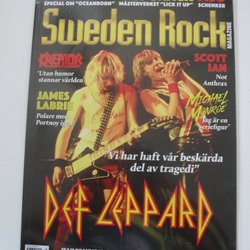 SPECIAL OM "OCEANBORN" MÄSTERVERKET "LICK IT UP" SCHENKER
Sweden Rock
MAGAZINE
KREATOR
"Utan humor
stannar världen"
JAMES
LABRIE
Polare med
Portnoy igen
SCOTT
IAN
Not
Anthrax
MICHAEL
MONROE
"Jag är en
seriefigur"
"Vi har haft vår beskärda
del av tragedi"
DEF LEPPARD